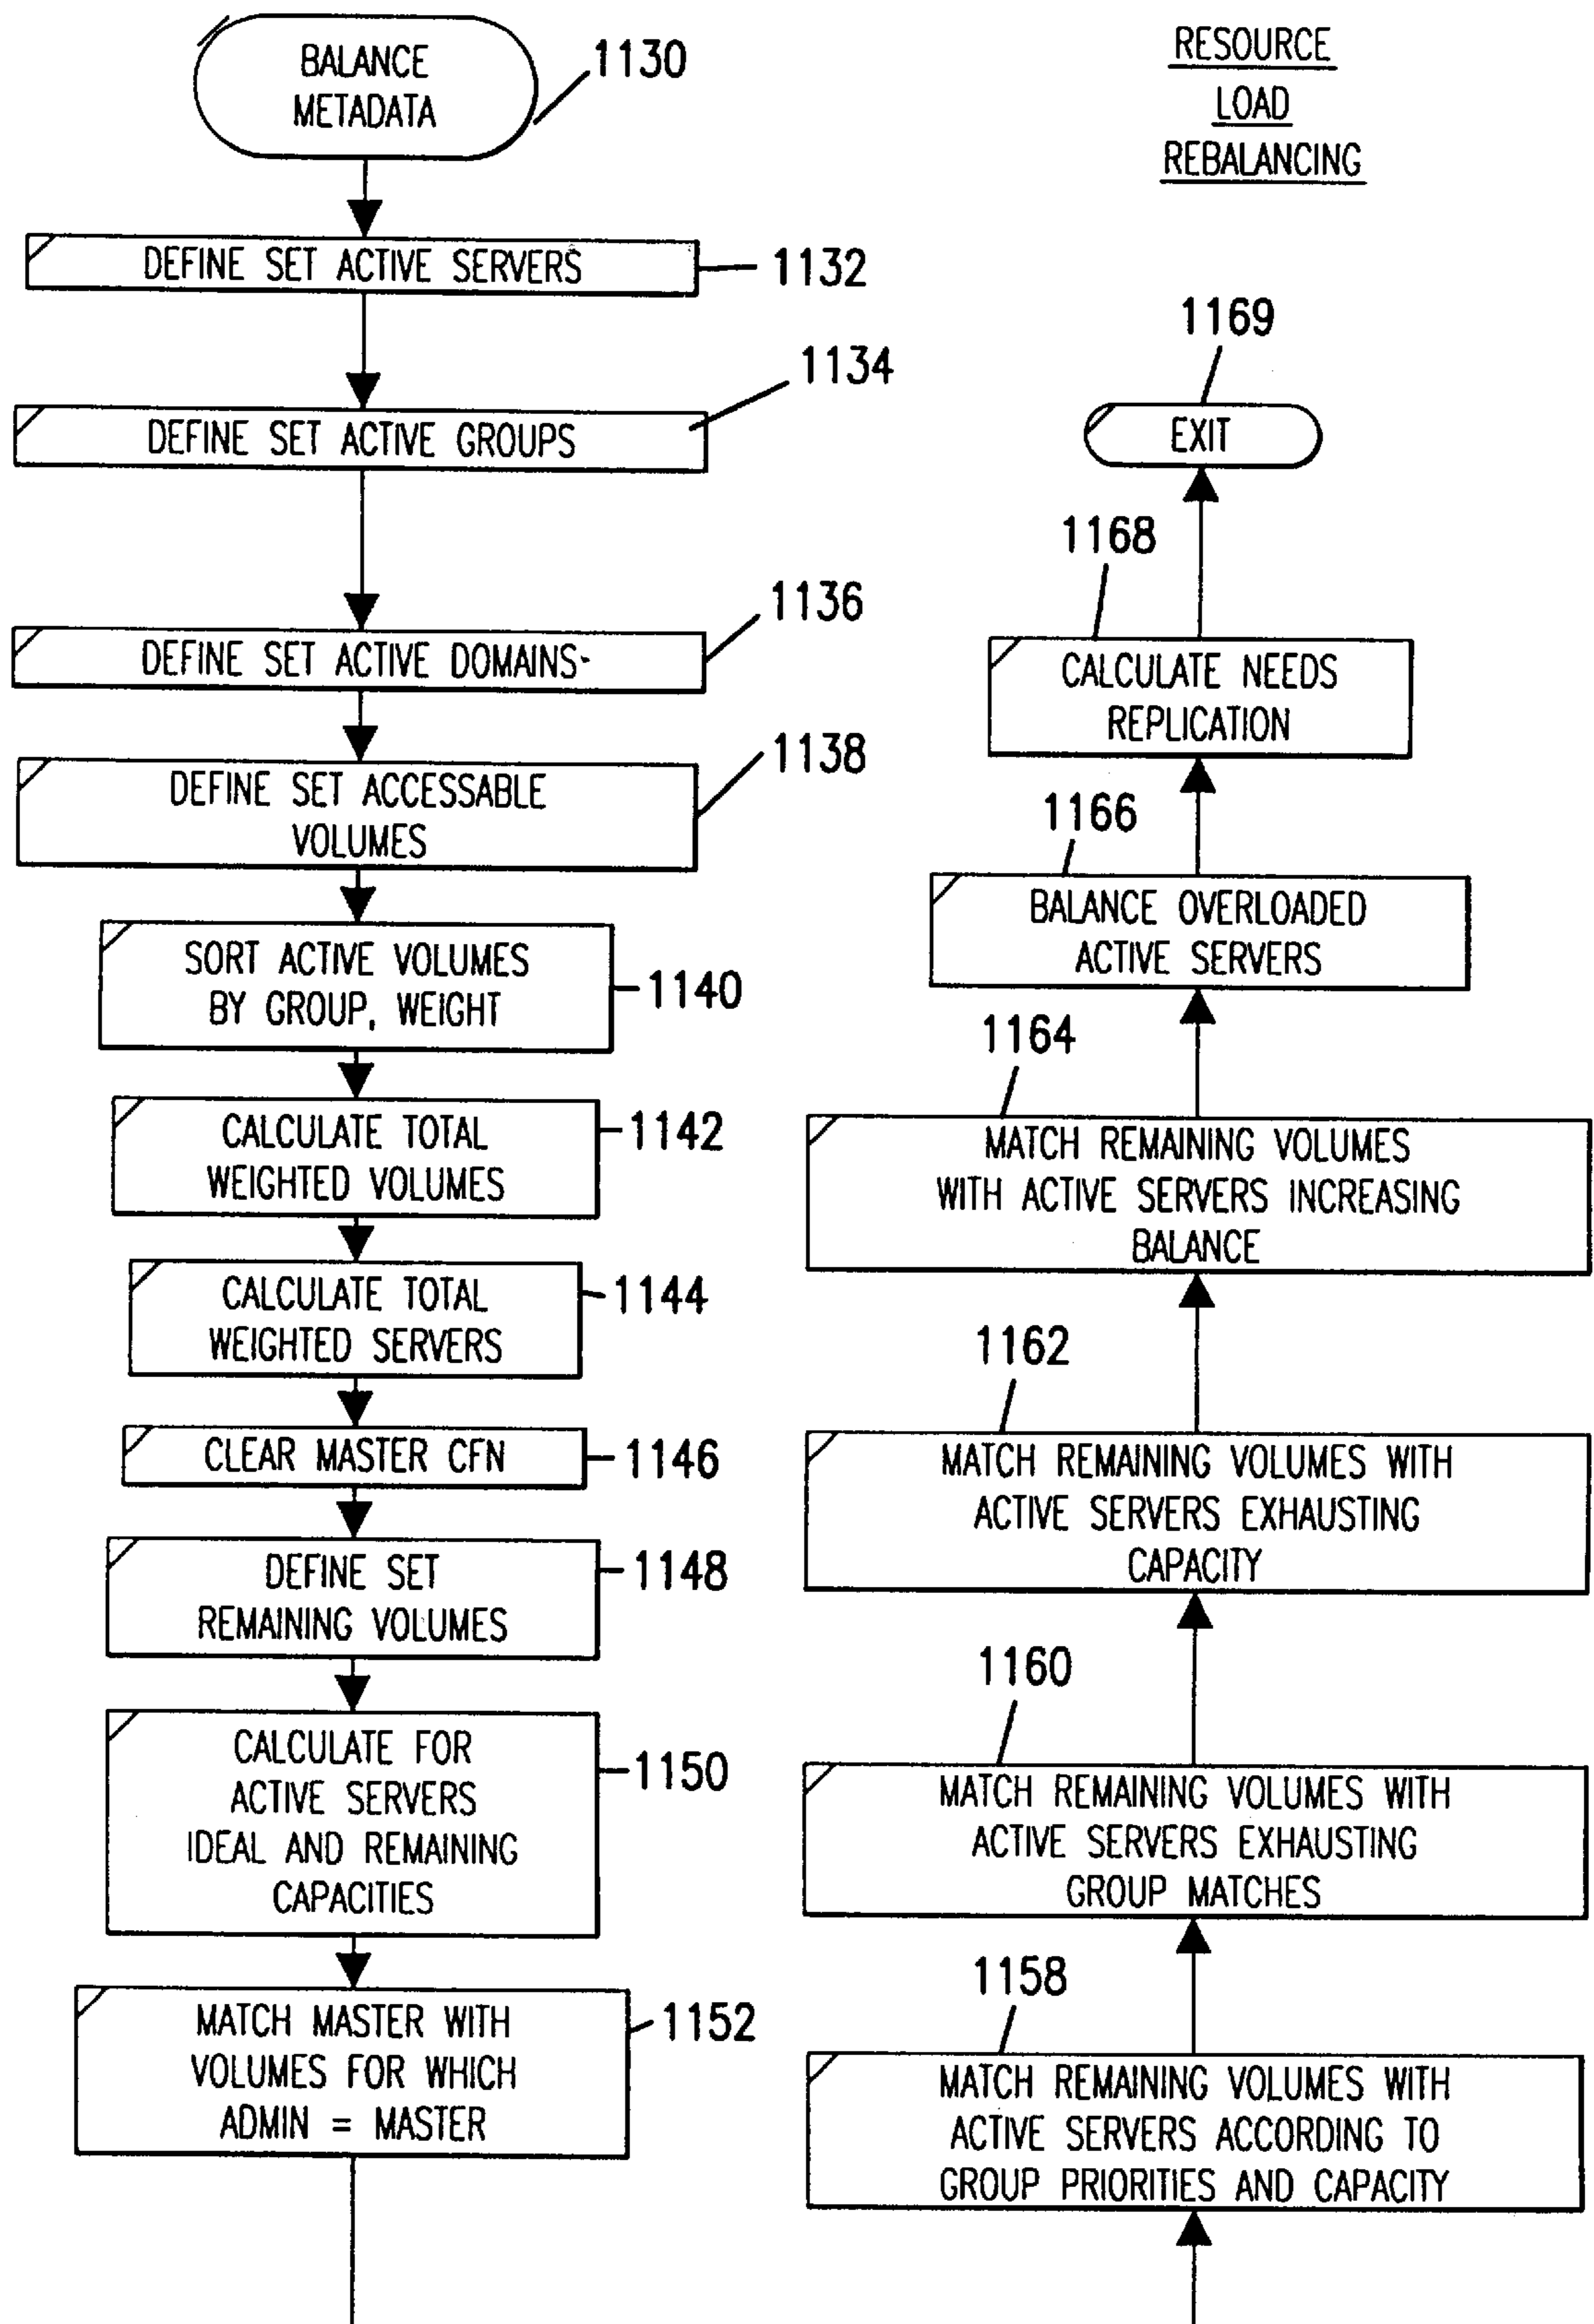 BALANCE
METADATA
1130
DEFINE SET ACTIVE SERVERS
1132
DEFINE SET ACTIVE GROUPS
1134
DEFINE SET ACTIVE DOMAINS-
1136
DEFINE SET ACCESSABLE
VOLUMES
1138
SORT ACTIVE VOLUMES
BY GROUP, WEIGHT
1140
CALCULATE TOTAL
WEIGHTED VOLUMES
1142
CALCULATE TOTAL
WEIGHTED SERVERS
1144
CLEAR MASTER CFN
1146
DEFINE SET
REMAINING VOLUMES
1148
CALCULATE FOR
ACTIVE SERVERS
IDEAL AND REMAINING
CAPACITIES
1150
MATCH MASTER WITH
VOLUMES FOR WHICH
ADMIN = MASTER
1152
RESOURCE
LOAD
REBALANCING
1169
EXIT
1168
CALCULATE NEEDS
REPLICATION
1166
BALANCE OVERLOADED
ACTIVE SERVERS
1164
MATCH REMAINING VOLUMES
WITH ACTIVE SERVERS INCREASING
BALANCE
1162
MATCH REMAINING VOLUMES WITH
ACTIVE SERVERS EXHAUSTING
CAPACITY
1160
MATCH REMAINING VOLUMES WITH
ACTIVE SERVERS EXHAUSTING
GROUP MATCHES
1158
MATCH REMAINING VOLUMES WITH
ACTIVE SERVERS ACCORDING TO
GROUP PRIORITIES AND CAPACITY